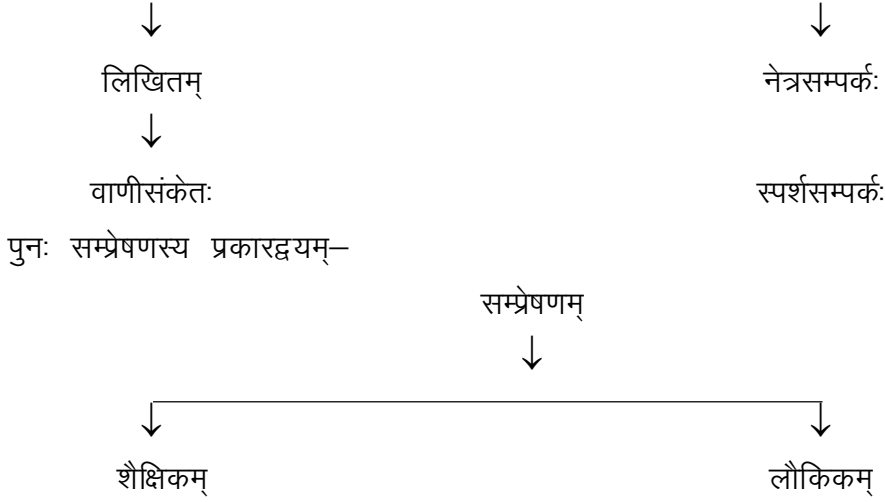 लिखितम् नेत्रसम्पर्कः
वाणीसंकेतः स्पर्शसम्पर्कः
पुनः सम्प्रेषणस्य प्रकारद्वयम्–
सम्प्रेषणम्
शैक्षिकम् लौकिकम्